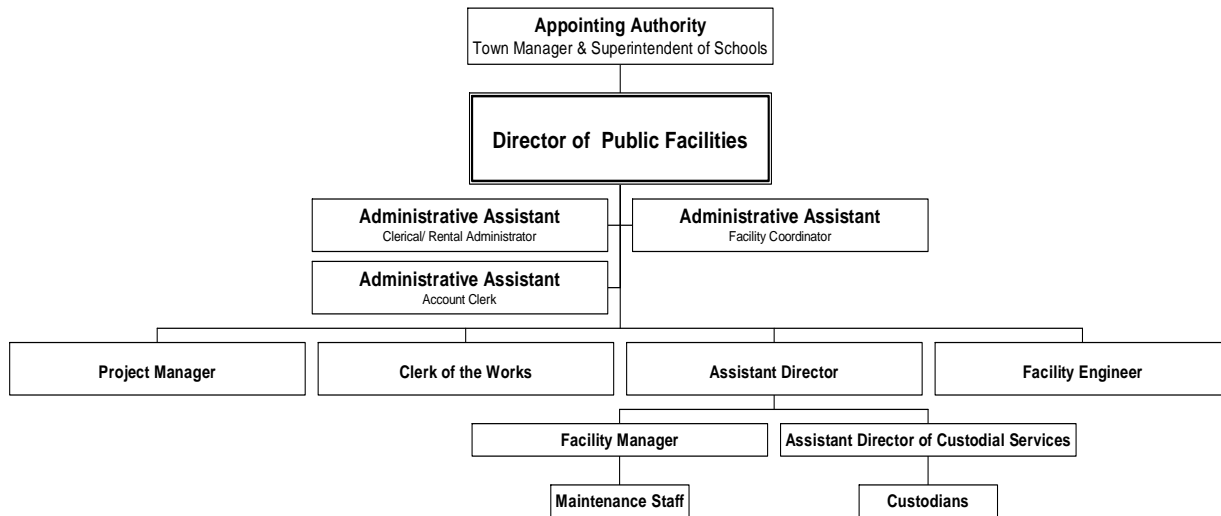 Appointing Authority
Town Manager & Superintendent of Schools
Director of Public Facilities
Administrative Assistant
Clerical/ Rental Administrator
Administrative Assistant
Facility Coordinator
Administrative Assistant
Account Clerk
Project Manager
Clerk of the Works
Assistant Director
Facility Engineer
Facility Manager
Assistant Director of Custodial Services
Maintenance Staff
Custodians